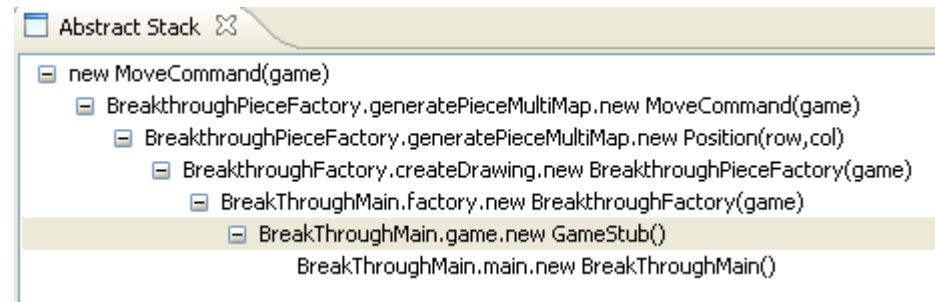 Abstract Stack
new MoveCommand(game)
BreakthroughPieceFactory.generatePieceMultiMap.new MoveCommand(game)
BreakthroughPieceFactory.generatePieceMultiMap.new Position(row,col)
BreakthroughFactory.createDrawing.new BreakthroughPieceFactory(game)
BreakThroughMain.factory.new BreakthroughFactory(game)
BreakThroughMain.game.new GameStub()
BreakThroughMain.main.new BreakThroughMain()